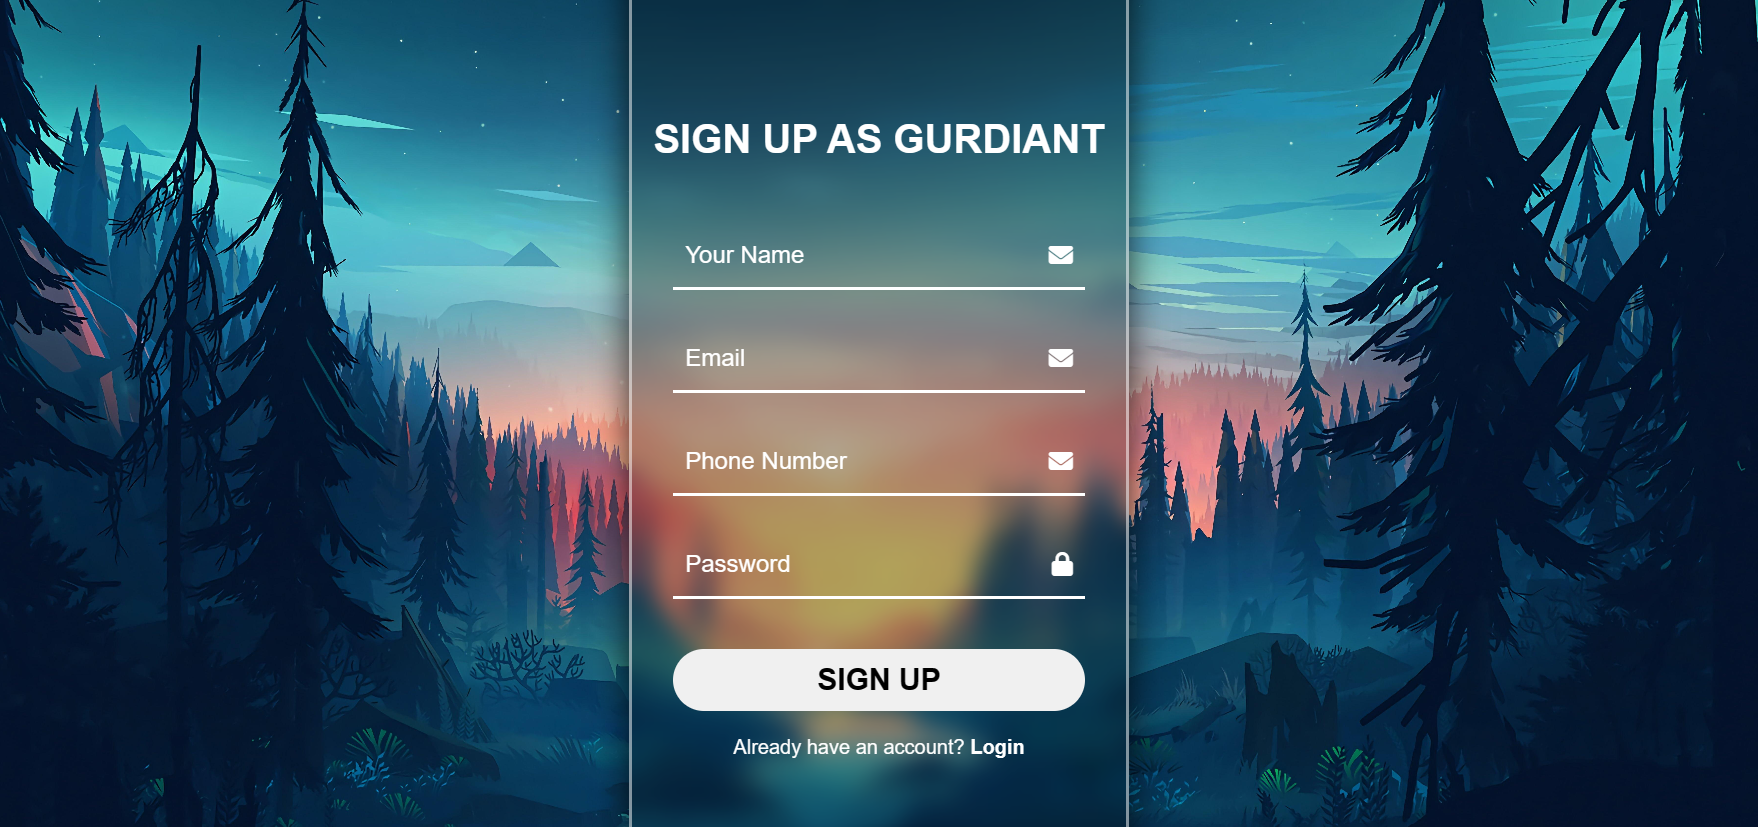 SIGN UP AS GURDIANT
Your Name
Email
Phone Number
Password
SIGN UP
Already have an account? Login